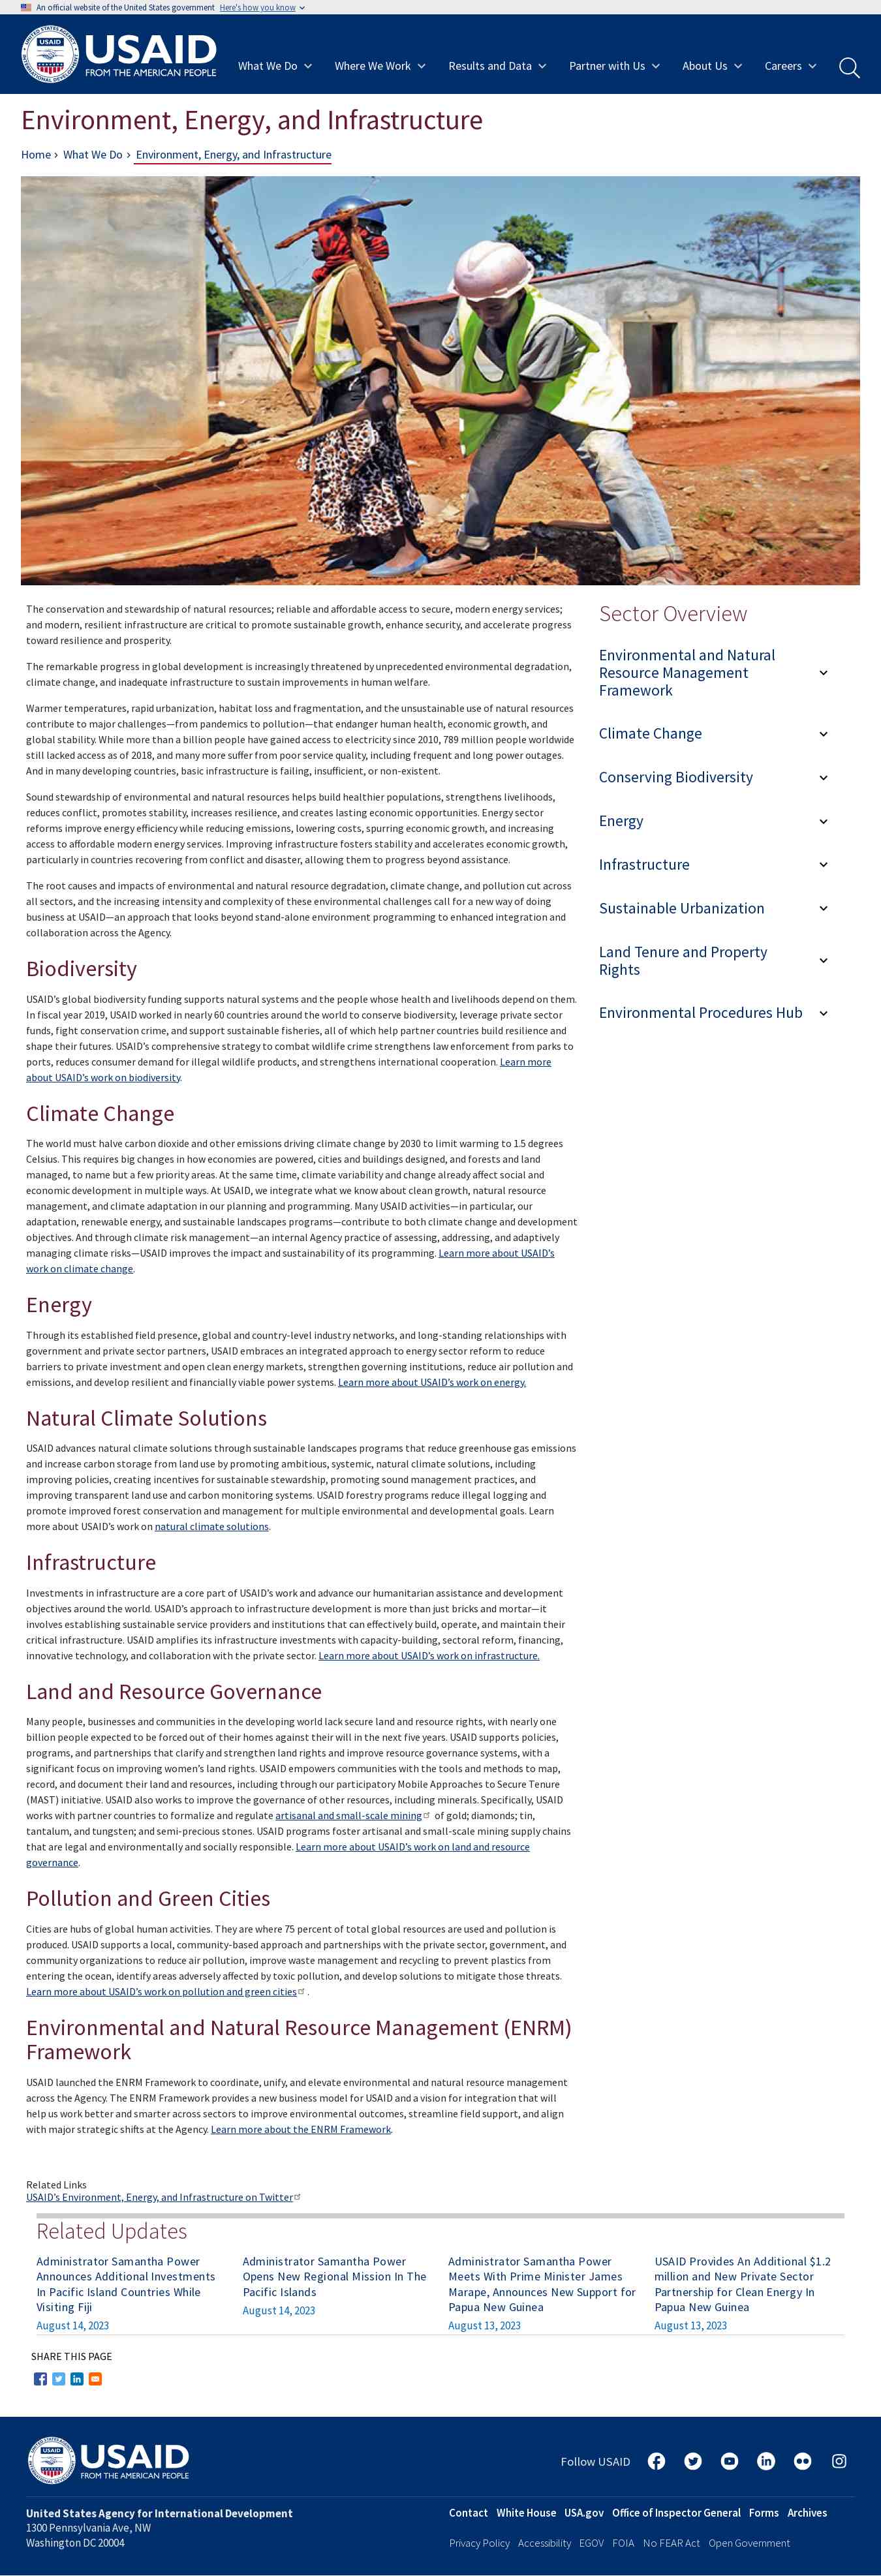 An official website of the United States government Here's how you know
USAID
FROM THE AMERICAN PEOPLE
What We Do
Where We Work
Results and Data
Partner with Us
About Us
Careers
Environment, Energy, and Infrastructure
Home › What We Do › Environment, Energy, and Infrastructure
The conservation and stewardship of natural resources; reliable and affordable access to secure, modern energy services;
and modern, resilient infrastructure are critical to promote sustainable growth, enhance security, and accelerate progress
toward resilience and prosperity.
The remarkable progress in global development is increasingly threatened by unprecedented environmental degradation,
climate change, and inadequate infrastructure to sustain improvements in human welfare.
Warmer temperatures, rapid urbanization, habitat loss and fragmentation, and the unsustainable use of natural resources
contribute to major challenges—from pandemics to pollution—that endanger human health, economic growth, and
global stability. While more than a billion people have gained access to electricity since 2010, 789 million people worldwide
still lacked access as of 2018, and many more suffer from poor service quality, including frequent and long power outages.
And in many developing countries, basic infrastructure is failing, insufficient, or non-existent.
Sound stewardship of environmental and natural resources helps build healthier populations, strengthens livelihoods,
reduces conflict, promotes stability, increases resilience, and creates lasting economic opportunities. Energy sector
reforms improve energy efficiency while reducing emissions, lowering costs, spurring economic growth, and increasing
access to affordable modern energy services. Improving infrastructure fosters stability and accelerates economic growth,
particularly in countries recovering from conflict and disaster, allowing them to progress beyond assistance.
The root causes and impacts of environmental and natural resource degradation, climate change, and pollution cut across
all sectors, and the increasing intensity and complexity of these environmental challenges call for a new way of doing
business at USAID—an approach that looks beyond stand-alone environment programming to enhanced integration and
collaboration across the Agency.
Biodiversity
USAID's global biodiversity funding supports natural systems and the people whose health and livelihoods depend on them.
In fiscal year 2019, USAID worked in nearly 60 countries around the world to conserve biodiversity, leverage private sector
funds, fight conservation crime, and support sustainable fisheries, all of which help partner countries build resilience and
shape their futures. USAID's comprehensive strategy to combat wildlife crime strengthens law enforcement from parks to
ports, reduces consumer demand for illegal wildlife products, and strengthens international cooperation. Learn more
about USAID's work on biodiversity.
Climate Change
The world must halve carbon dioxide and other emissions driving climate change by 2030 to limit warming to 1.5 degrees
Celsius. This requires big changes in how economies are powered, cities and buildings designed, and forests and land
managed, to name but a few priority areas. At the same time, climate variability and change already affect social and
economic development in multiple ways. At USAID, we integrate what we know about clean growth, natural resource
management, and climate adaptation in our planning and programming. Many USAID activities—in particular, our
adaptation, renewable energy, and sustainable landscapes programs—contribute to both climate change and development
objectives. And through climate risk management—an internal Agency practice of assessing, addressing, and adaptively
managing climate risks—USAID improves the impact and sustainability of its programming. Learn more about USAID's
work on climate change.
Energy
Through its established field presence, global and country-level industry networks, and long-standing relationships with
government and private sector partners, USAID embraces an integrated approach to energy sector reform to reduce
barriers to private investment and open clean energy markets, strengthen governing institutions, reduce air pollution and
emissions, and develop resilient and financially viable power systems. Learn more about USAID's work on energy.
Natural Climate Solutions
USAID advances natural climate solutions through sustainable landscapes programs that reduce greenhouse gas emissions
and increase carbon storage from land use by promoting ambitious, systemic, natural climate solutions, including
improving policies, creating incentives for sustainable stewardship, promoting sound management practices, and
improving transparent land use and carbon monitoring systems. USAID forestry programs reduce illegal logging and
promote improved forest conservation and management for multiple environmental and developmental goals. Learn
more about USAID's work on natural climate solutions.
Infrastructure
Investments in infrastructure are a core part of USAID's work and advance our humanitarian assistance and development
objectives around the world. USAID's approach to infrastructure development is more than just bricks and mortar—it
involves establishing sustainable service providers and institutions that can effectively build, operate, and maintain their
critical infrastructure. USAID amplifies its infrastructure investments with capacity-building, sectoral reform, financing,
innovative technology, and collaboration with the private sector. Learn more about USAID's work on infrastructure.
Land and Resource Governance
Many people, businesses and communities in the developing world lack secure land and resource rights, with nearly one
billion people expected to be forced out of their homes against their will in the next five years. USAID supports policies,
programs, and partnerships that clarify and strengthen land rights and improve resource governance systems, with a
significant focus on improving women's land rights. USAID empowers communities with the tools and methods to map,
record, and document their land and resources, including through our participatory Mobile Approaches to Secure Tenure
(MAST) initiative. USAID also works to improve the governance of other resources, including minerals. Specifically, USAID
works with partner countries to formalize and regulate artisanal and small-scale mining of gold; diamonds; tin,
tantalum, and tungsten; and semi-precious stones. USAID programs foster artisanal and small-scale mining supply chains
that are legal and environmentally and socially responsible. Learn more about USAID's work on land and resource
governance.
Pollution and Green Cities
Cities are hubs of global human activities. They are where 75 percent of total global resources are used and pollution is
produced. USAID supports a local, community-based approach and partnerships with the private sector, government, and
community organizations to reduce air pollution, improve waste management and recycling to prevent plastics from
entering the ocean, identify areas adversely affected by toxic pollution, and develop solutions to mitigate those threats.
Learn more about USAID's work on pollution and green cities .
Environmental and Natural Resource Management (ENRM)
Framework
USAID launched the ENRM Framework to coordinate, unify, and elevate environmental and natural resource management
across the Agency. The ENRM Framework provides a new business model for USAID and a vision for integration that will
help us work better and smarter across sectors to improve environmental outcomes, streamline field support, and align
with major strategic shifts at the Agency. Learn more about the ENRM Framework.
Sector Overview
Environmental and Natural
Resource Management
Framework
Climate Change
Conserving Biodiversity
Energy
Infrastructure
Sustainable Urbanization
Land Tenure and Property
Rights
Environmental Procedures Hub
Related Links
USAID's Environment, Energy, and Infrastructure on Twitter
Related Updates
Administrator Samantha Power
Announces Additional Investments
In Pacific Island Countries While
Visiting Fiji
August 14, 2023
Administrator Samantha Power
Opens New Regional Mission In The
Pacific Islands
August 14, 2023
Administrator Samantha Power
Meets With Prime Minister James
Marape, Announces New Support for
Papua New Guinea
August 13, 2023
USAID Provides An Additional $1.2
million and New Private Sector
Partnership for Clean Energy In
Papua New Guinea
August 13, 2023
SHARE THIS PAGE
USAID
FROM THE AMERICAN PEOPLE
Follow USAID
United States Agency for International Development
1300 Pennsylvania Ave, NW
Washington DC 20004
Contact White House USA.gov Office of Inspector General Forms Archives
Privacy Policy Accessibility EGOV FOIA No FEAR Act Open Government